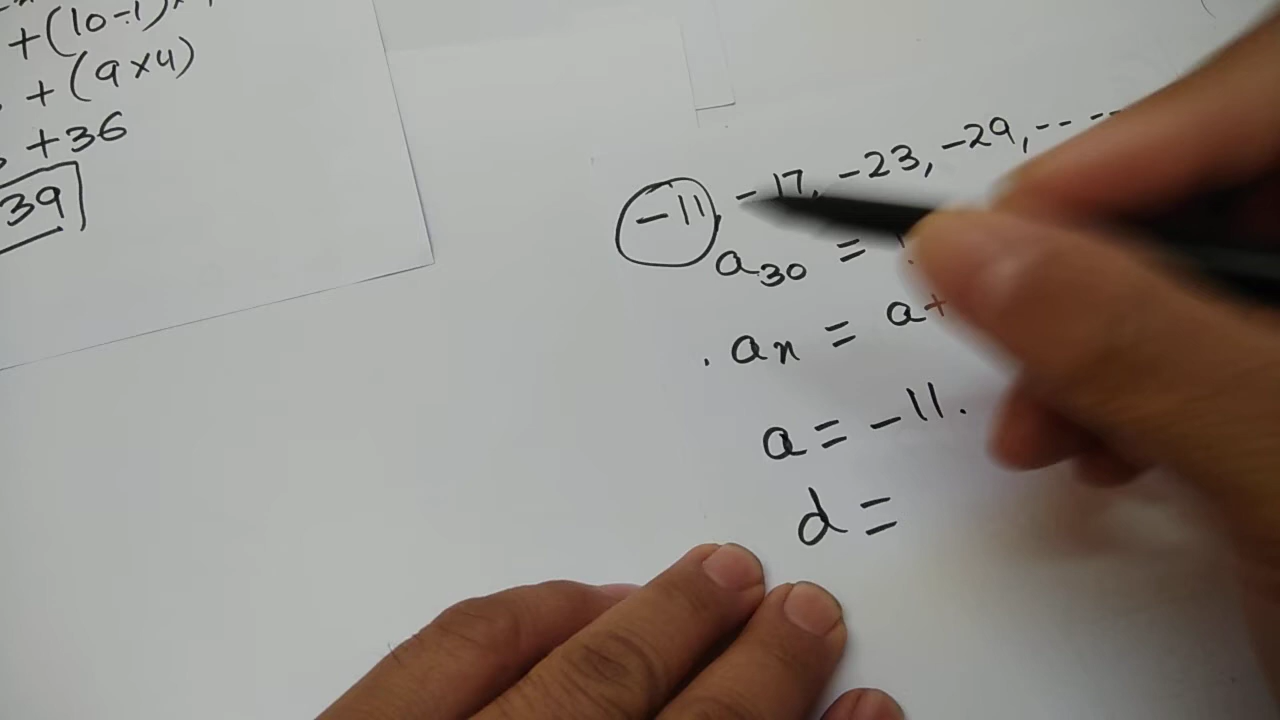 +(10-1)
+ (9×4)
+36
39
-11, -17, -23, -29, -----
a30 = ?
an = a+
a = -11.
d =